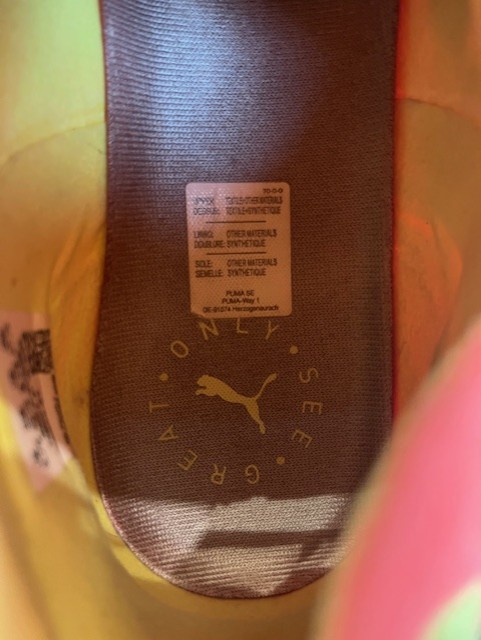 UPPER: TEXTILE+OTHER MATERIALS
DESSUS: TEXTILE+SYNTHETIQUE
LINING: OTHER MATERIALS
DOUBLURE: SYNTHETIQUE
SOLE: OTHER MATERIALS
SEMELLE: SYNTHETIQUE
PUMA SE
PUMA-Way 1
DE-91074 Herzogenaurach
ONLY • SEE • GREAT •